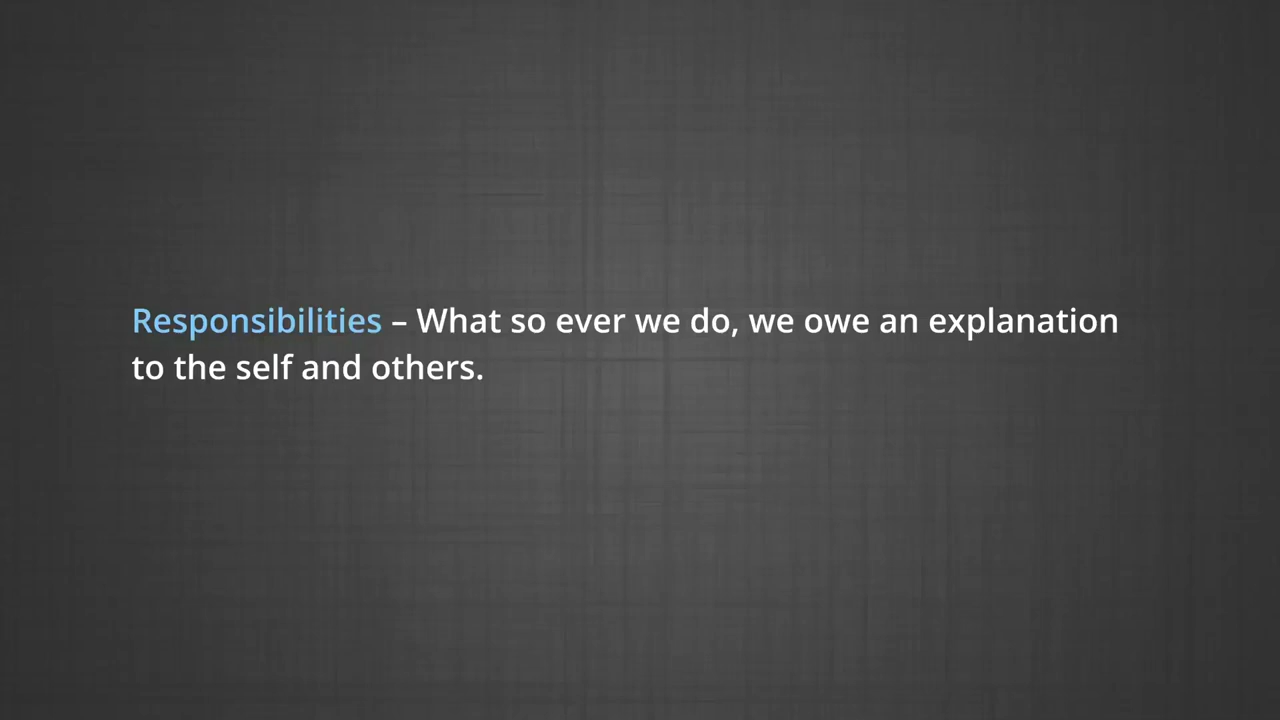 Responsibilities – What so ever we do, we owe an explanation
to the self and others.